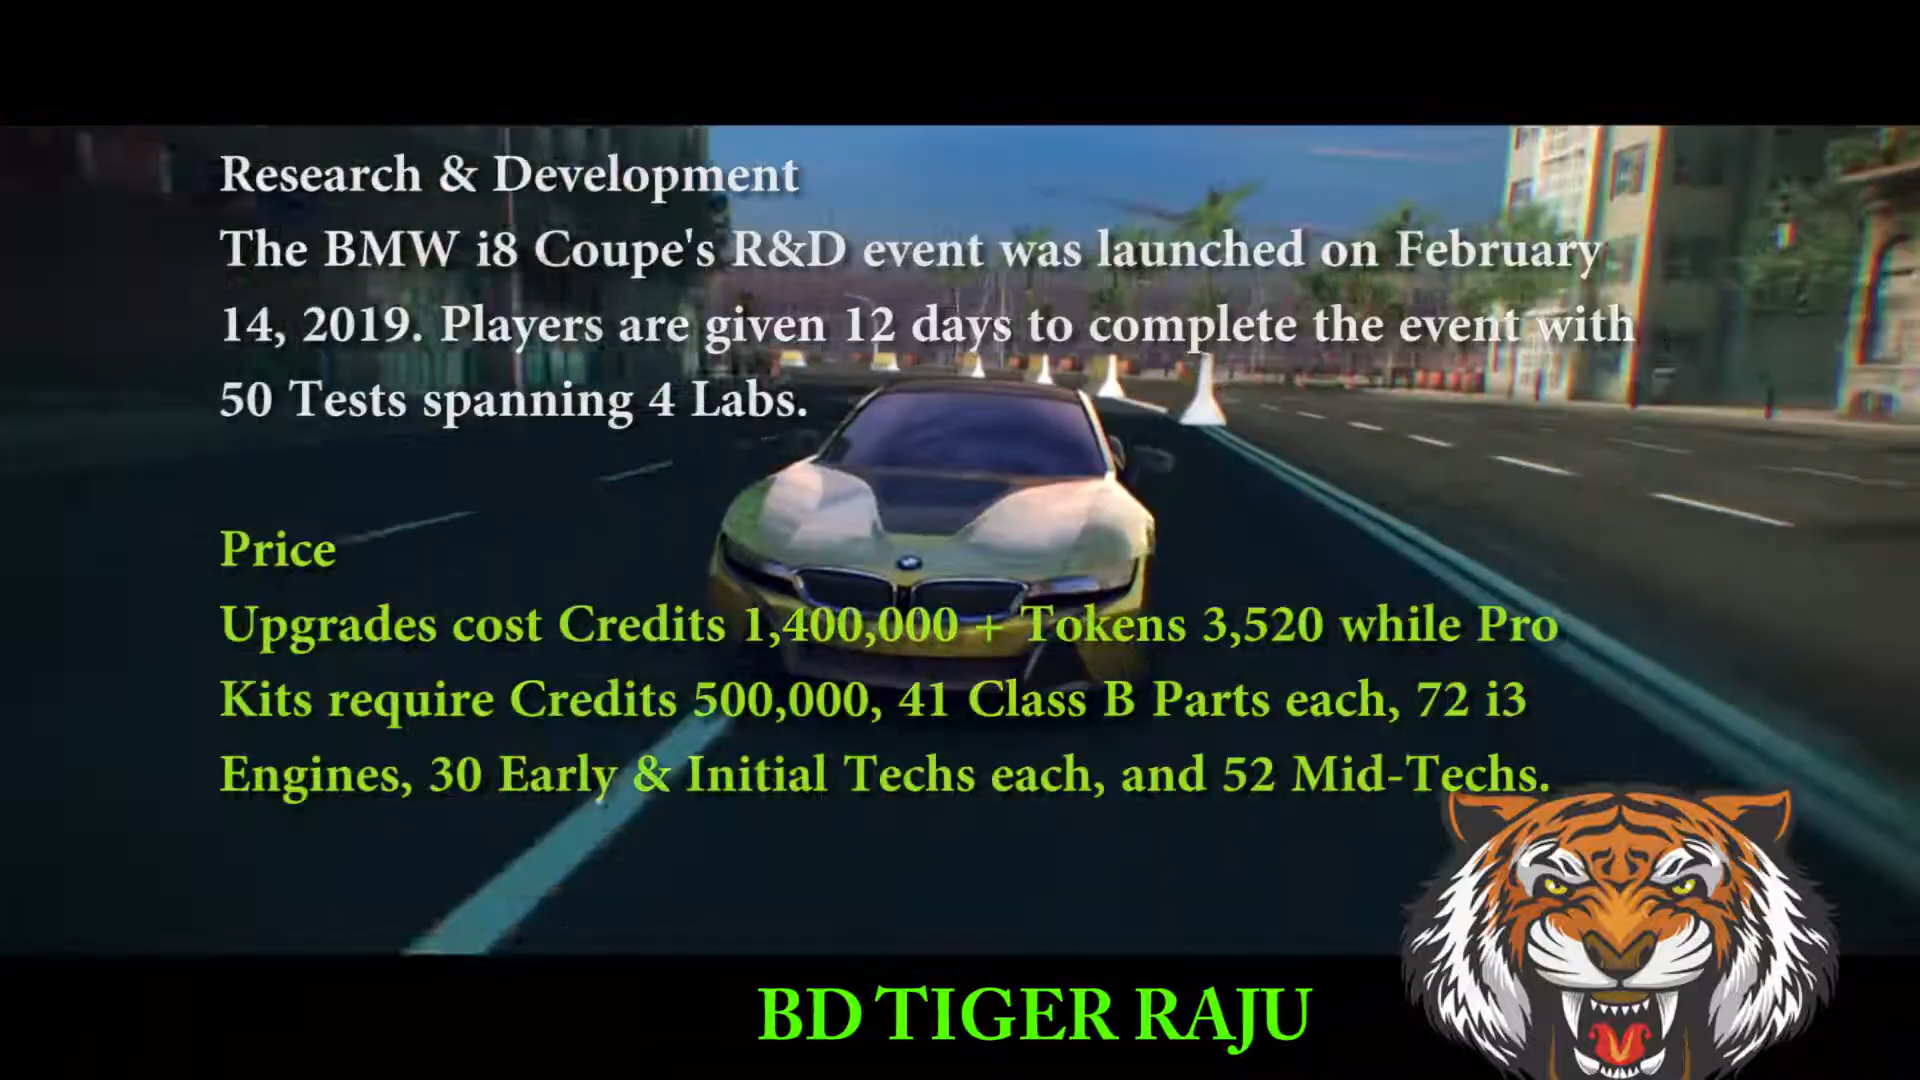 Research & Development
The BMW i8 Coupe's R&D event was launched on February
14, 2019. Players are given 12 days to complete the event with
50 Tests spanning 4 Labs.
Price
Upgrades cost Credits 1,400,000 + Tokens 3,520 while Pro
Kits require Credits 500,000, 41 Class B Parts each, 72 i3
Engines, 30 Early & Initial Techs each, and 52 Mid-Techs.
BD TIGER RAJU